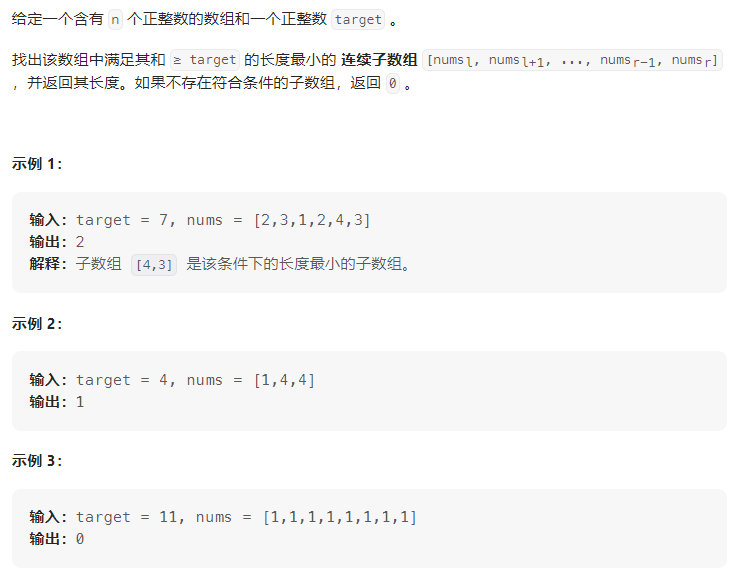 给定一个含有 n 个正整数的数组和一个正整数 target 。
找出该数组中满足其和 ≥ target 的长度最小的 连续子数组 [numsl, numsl+1, ..., numsr-1, numsr]
，并返回其长度。如果不存在符合条件的子数组，返回 0 。
示例 1：
输入：target = 7, nums = [2,3,1,2,4,3]
输出：2
解释：子数组 [4,3] 是该条件下的长度最小的子数组。
示例 2：
输入：target = 4, nums = [1,4,4]
输出：1
示例 3：
输入：target = 11, nums = [1,1,1,1,1,1,1,1]
输出：0